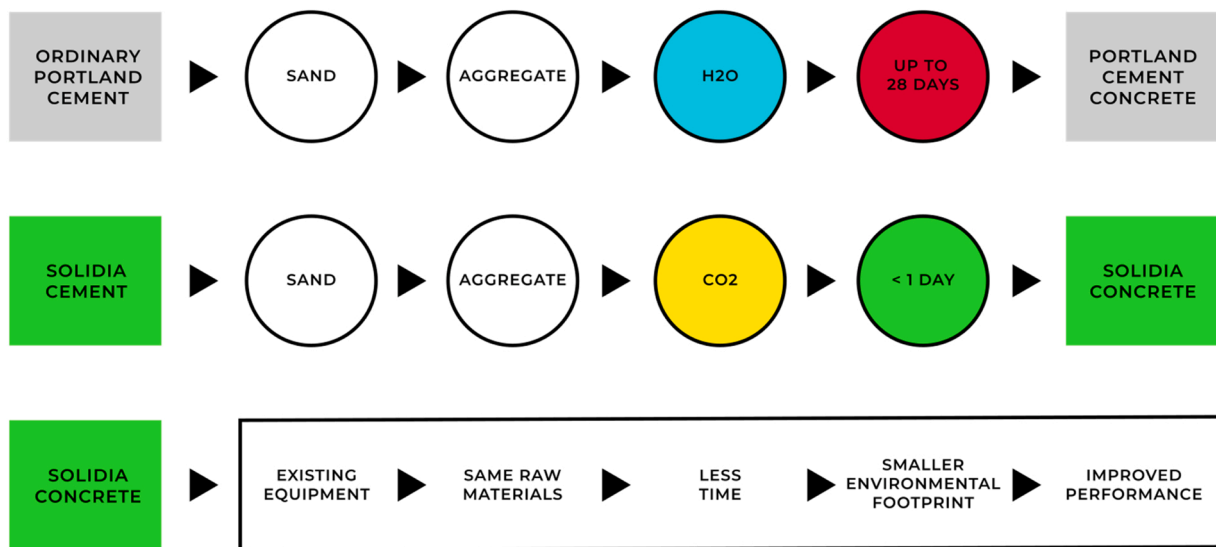 ORDINARY
PORTLAND
CEMENT
SAND
AGGREGATE
H2O
UP TO
28 DAYS
PORTLAND
CEMENT
CONCRETE
SOLIDIA
CEMENT
SAND
AGGREGATE
CO2
< 1 DAY
SOLIDIA
CONCRETE
SOLIDIA
CONCRETE
EXISTING
EQUIPMENT
SAME RAW
MATERIALS
LESS
TIME
SMALLER
ENVIRONMENTAL
FOOTPRINT
IMPROVED
PERFORMANCE